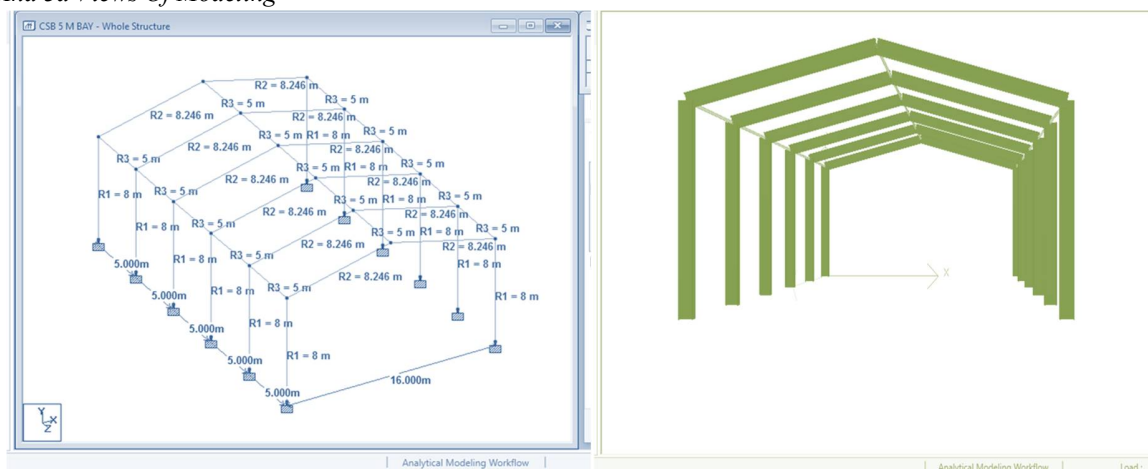 And 3d Views Of Modeling
CSB 5 M BAY - Whole Structure
R2 = 8.246 m
R3 = 5 m
R3 = 5 m
R2 = 8.246 m
R2 = 8.246 m
R3 = 5 m
R3 = 5 m
R1 = 8 m
R2 = 8.246 m
R2 = 8.246 m
R3 = 5 m
R3 = 5 m
R3 = 5 m
R1 = 8 m
R2 = 8.246 m
R2 = 8.246 m
R3 = 5 m
R1 = 8 m
R3 = 5 m
R3 = 5 m
R1 = 8 m
R2 = 8.246 m
R2 = 8.246 m
R3 = 5 m
R1 = 8 m
R3 = 5 m
R1 = 8 m
R2 = 8.246 m
R2 = 8.246 m
R3 = 5 m
R1 = 8 m
5.000m
R1 = 8 m
R2 = 8.246 m
R3 = 5 m
R1 = 8 m
5.000m
R1 = 8 m
R1 = 8 m
5.000m
R1 = 8 m
5.000m
16.000m
5.000m
Y
X
Z
Analytical Modeling Workflow
X
Analytical Modeling Workflow
Load